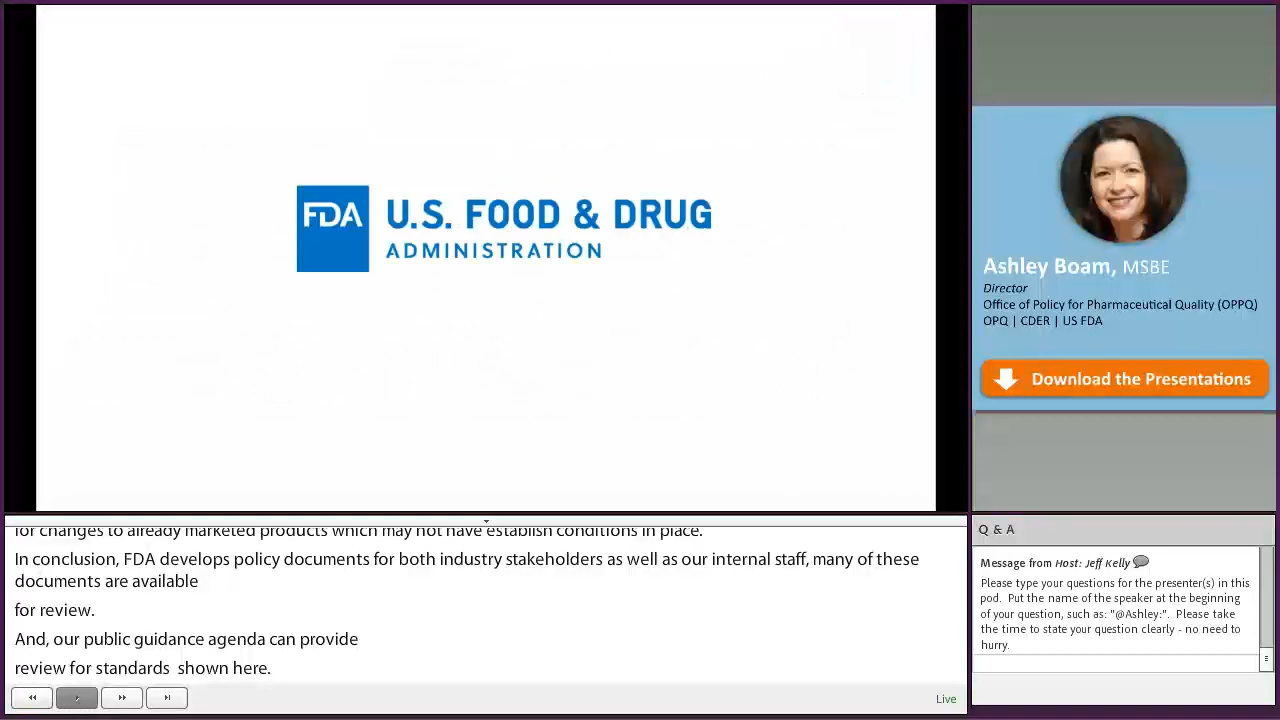 FDA U.S. FOOD & DRUG
ADMINISTRATION
Ashley Boam, MSBE
Director
Office of Policy for Pharmaceutical Quality (OPPQ)
OPQ | CDER | US FDA
Download the Presentations
for changes to already marketed products which may not have establish conditions in place.
In conclusion, FDA develops policy documents for both industry stakeholders as well as our internal staff, many of these
documents are available
for review.
And, our public guidance agenda can provide
review for standards  shown here.
Live
Q & A
Message from Host: Jeff Kelly
Please type your questions for the presenter(s) in this
pod.  Put the name of the speaker at the beginning
of your question, such as: "@Ashley:".  Please take
the time to state your question clearly - no need to
hurry.